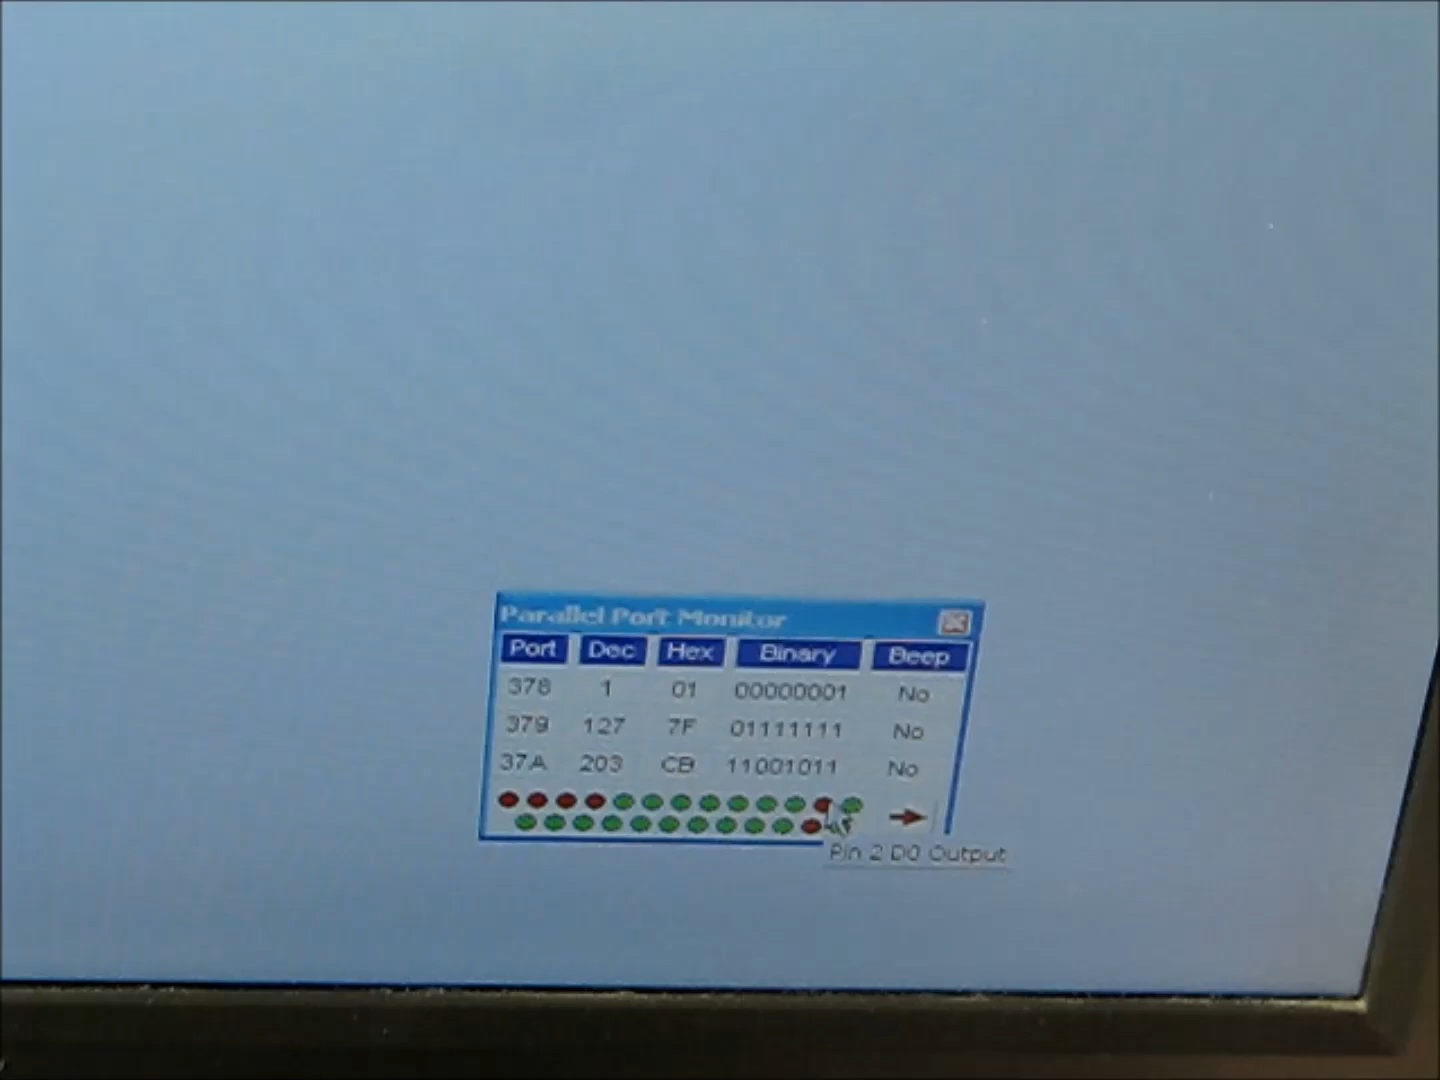 Parallel Port Monitor
Port Dec Hex Binary Beep
378 1 01 00000001 No
379 127 7F 01111111 No
37A 203 CB 11001011 No
Pin 2 D0 Output